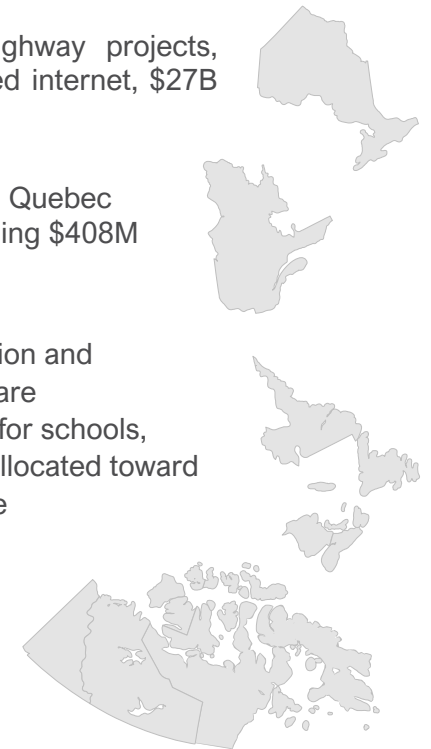 ghway projects,
ed internet, $27B
Quebec
ing $408M
ion and
are
for schools,
llocated toward
e